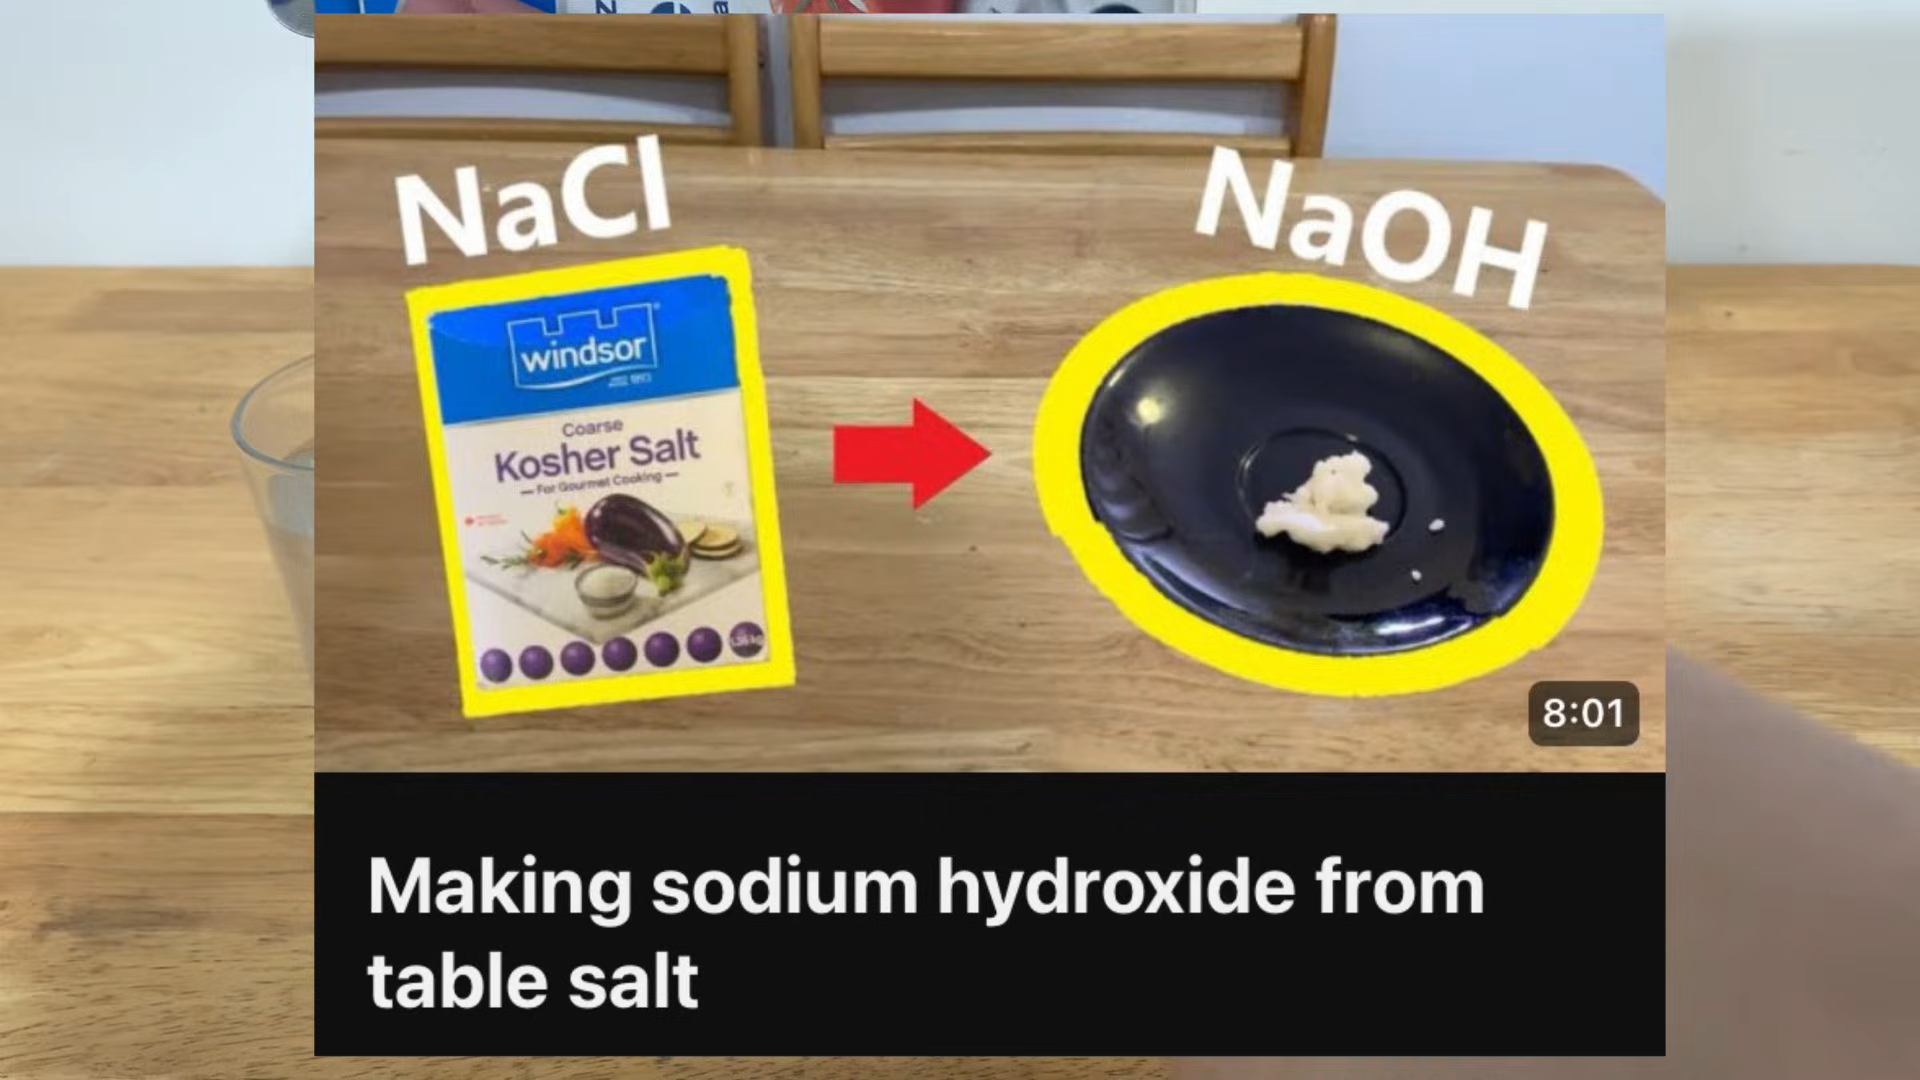 NaCl
NaOH
windsor
Coarse
Kosher Salt
— For Gourmet Cooking —
8:01
Making sodium hydroxide from
table salt